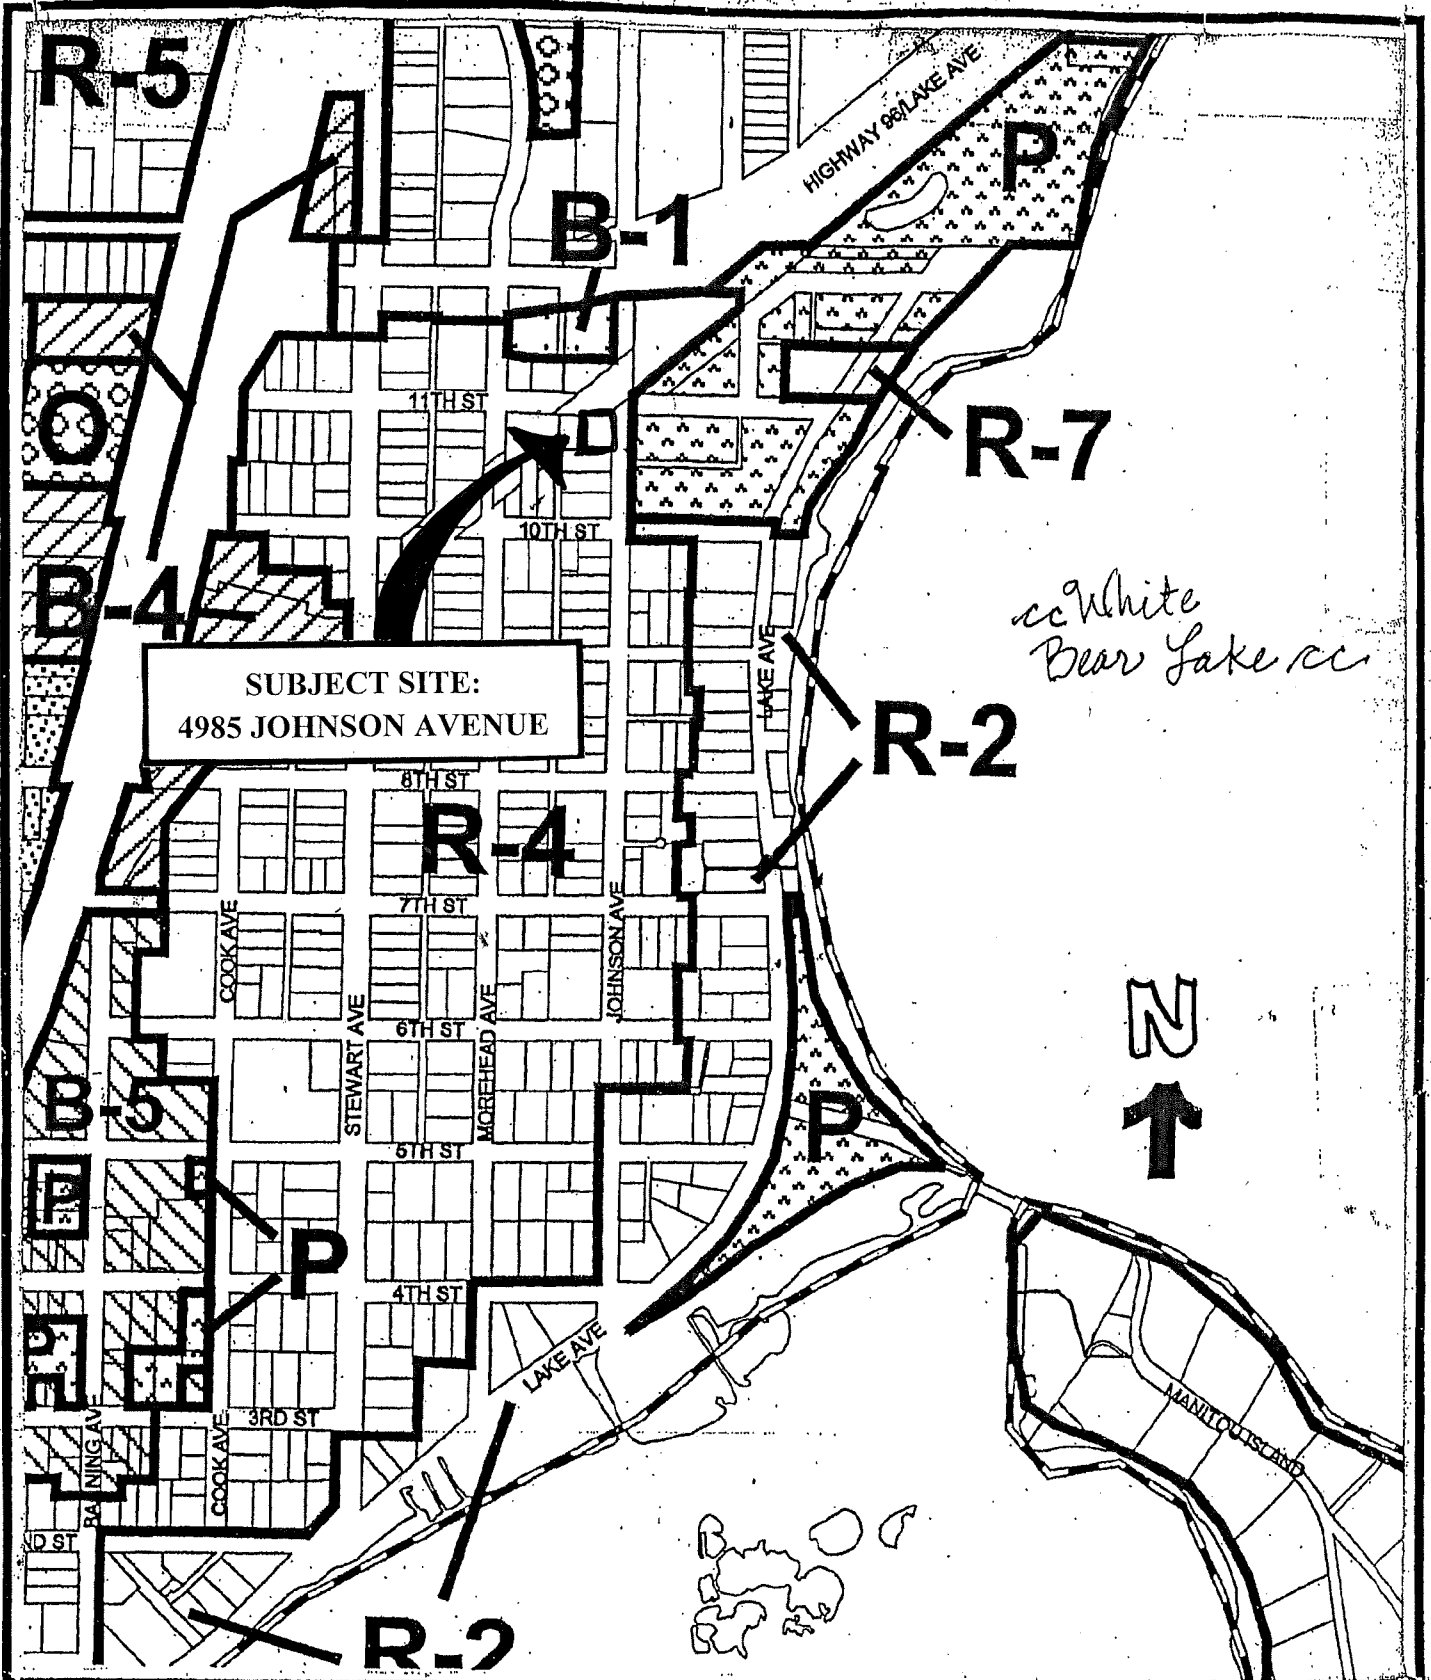 R-5
HIGHWAY 96/LAKE AVE
P
B-1
O
11TH ST
R-7
10TH ST
B-4
cc White
Bear Lake cc
SUBJECT SITE:
4985 JOHNSON AVENUE
LAKE AVE
R-2
8TH ST
R-4
7TH ST
COOK AVE
JOHNSON AVE
STEWART AVE
MOREHEAD AVE
6TH ST
N
B-5
P
5TH ST
P
P
4TH ST
P
LAKE AVE
MANITOU ISLAND
3RD ST
COOK AVE
ND ST
R-2